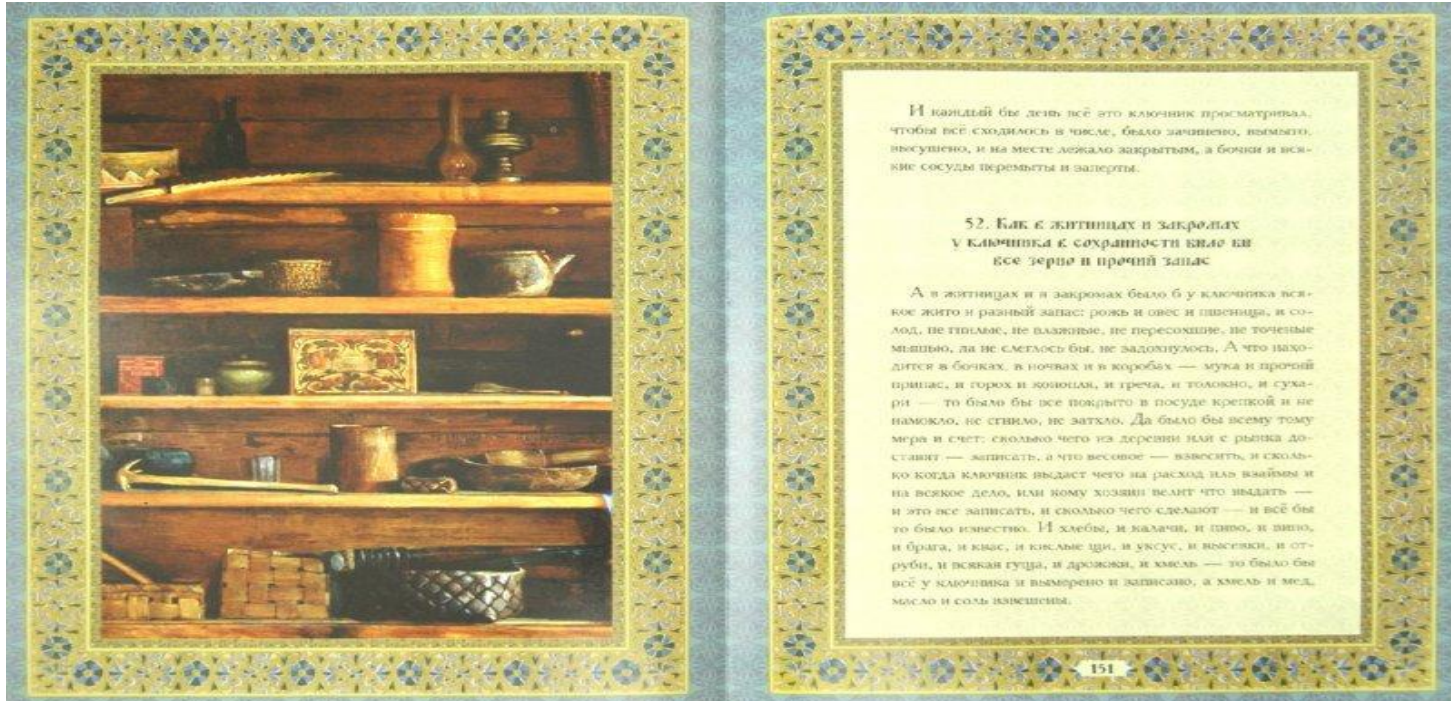 И каждый бы день всё это ключник просматривал,
чтобы всё сходилось в числе, было зачинено, вымыто,
высушено, и на месте лежало закрытым, а бочки и вся-
кие сосуды перемыты и заперты.
52. Как в житницах и закромах
у ключника в сохранности было бы
все зерно и прочий запас
А в житницах и в закромах было б у ключника вся-
кое жито и разный запас: рожь и овес и пшеница, и со-
лод, не гнилые, не влажные, не пересохшие, не точеные
мышью, да не слеглось бы, не задохнулось. А что нахо-
дится в бочках, в ночвах и в коробах — мука и прочий
припас, и горох и конопля, и греча, и толокно, и суха-
ри — то было бы все покрыто в посуде крепкой и не
намокло, не сгнило, не затхло. Да было бы всему тому
мера и счет: сколько чего из деревни или с рынка до-
ставят — записать, а что весовое — взвесить, и сколь-
ко когда ключник выдаст чего на расход иль взаймы и
на всякое дело, или кому хозяин велит что выдать —
и это все записать, и сколько чего сделают — и всё бы
то было известно. И хлебы, и калачи, и пиво, и вино,
и брага, и квас, и кислые щи, и уксус, и высевки, и от-
руби, и всякая гуща, и дрожжи, и хмель — то было бы
всё у ключника и вымерено и записано, а хмель и мед,
масло и соль взвешены.
151